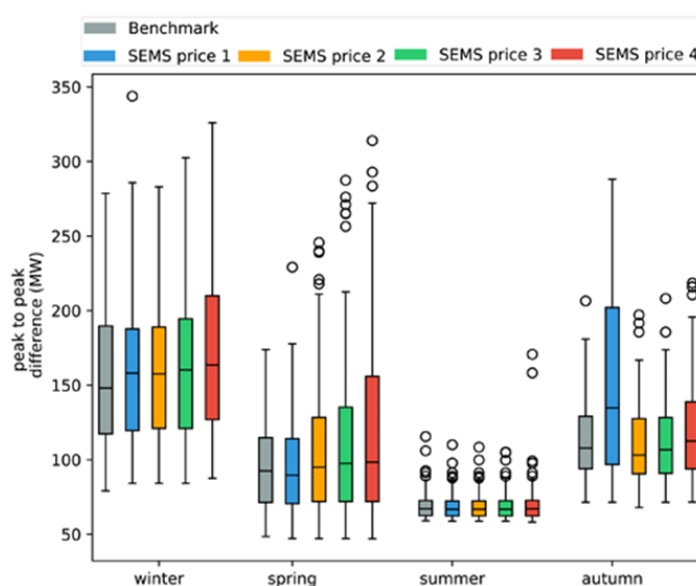 Benchmark
SEMS price 1 SEMS price 2 SEMS price 3 SEMS price 4
350
300
250
200
150
100
50
peak to peak
difference (MW)
winter spring summer autumn